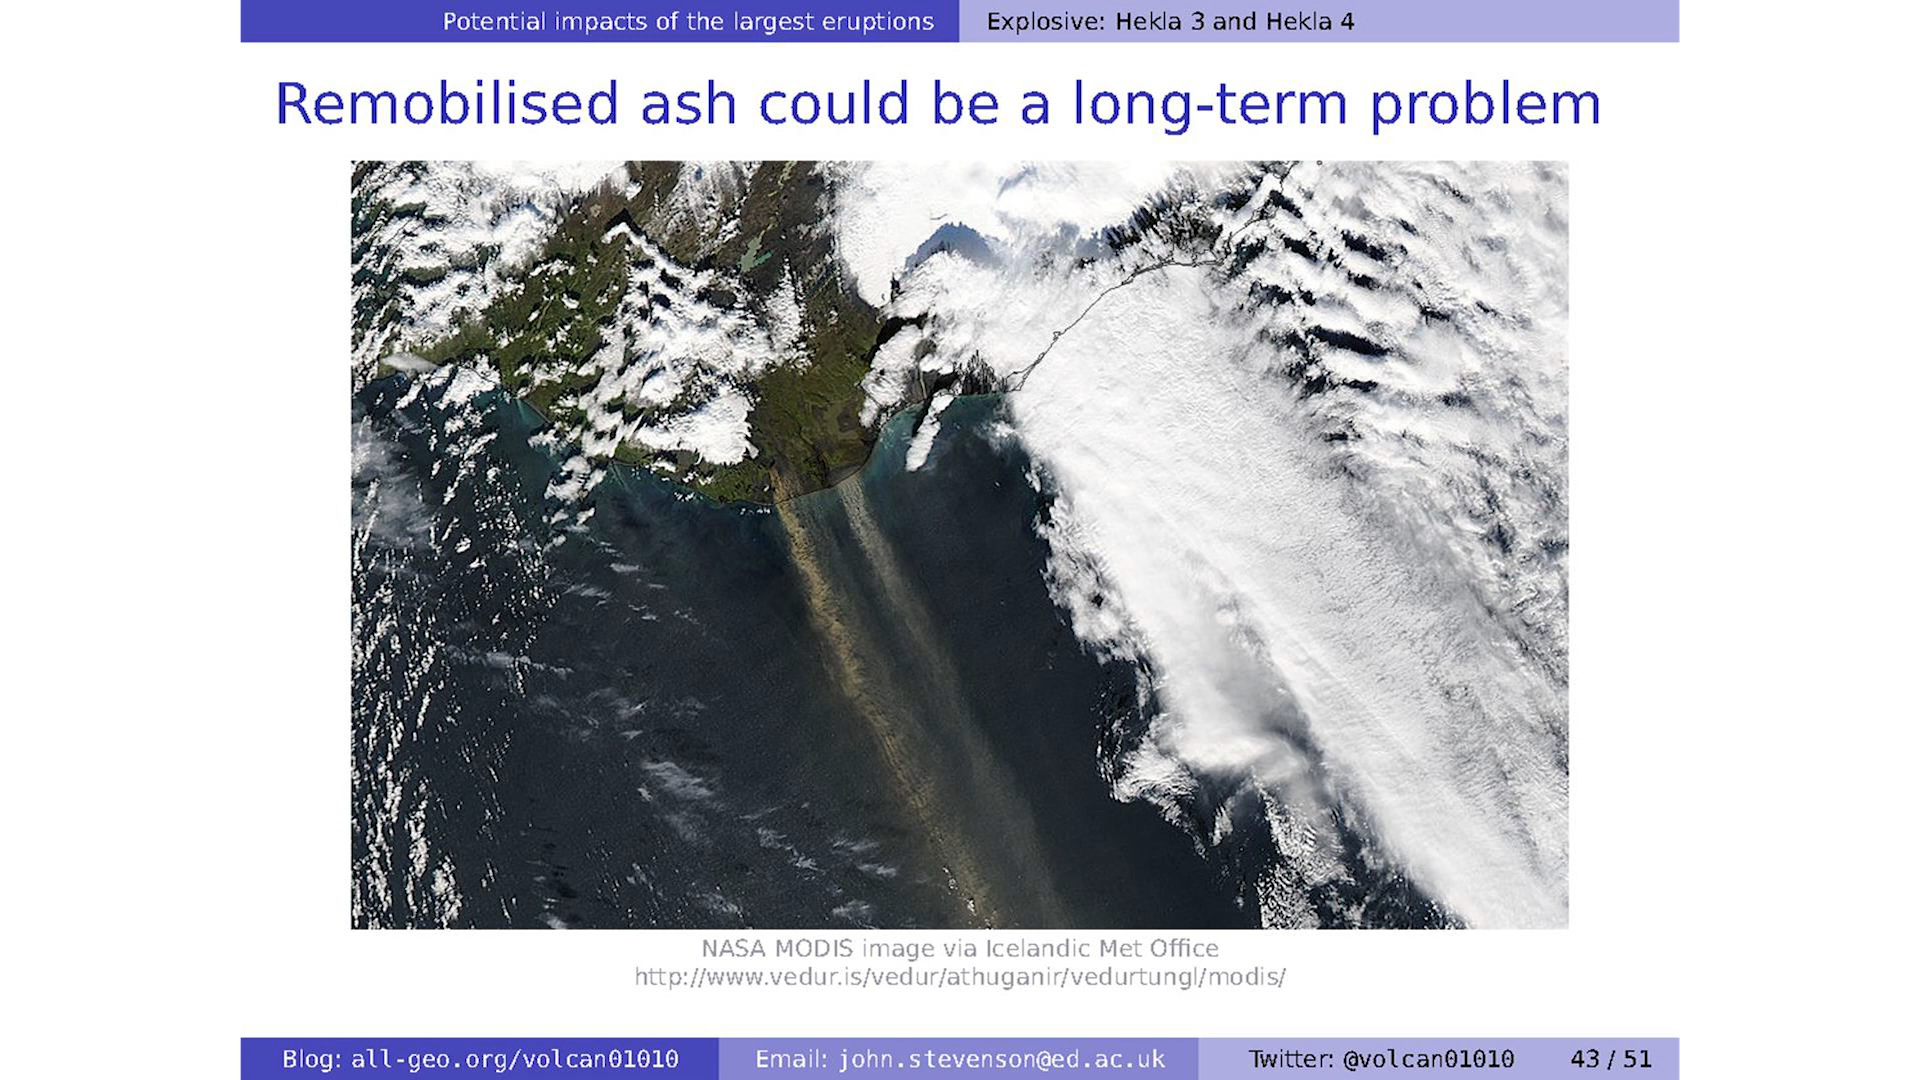 Potential impacts of the largest eruptions
Explosive: Hekla 3 and Hekla 4
Remobilised ash could be a long-term problem
NASA MODIS image via Icelandic Met Office
http://www.vedur.is/vedur/athuganir/vedurtungl/modis/
Blog: all-geo.org/volcan01010
Email: john.stevenson@ed.ac.uk
Twitter: @volcan01010
43 / 51